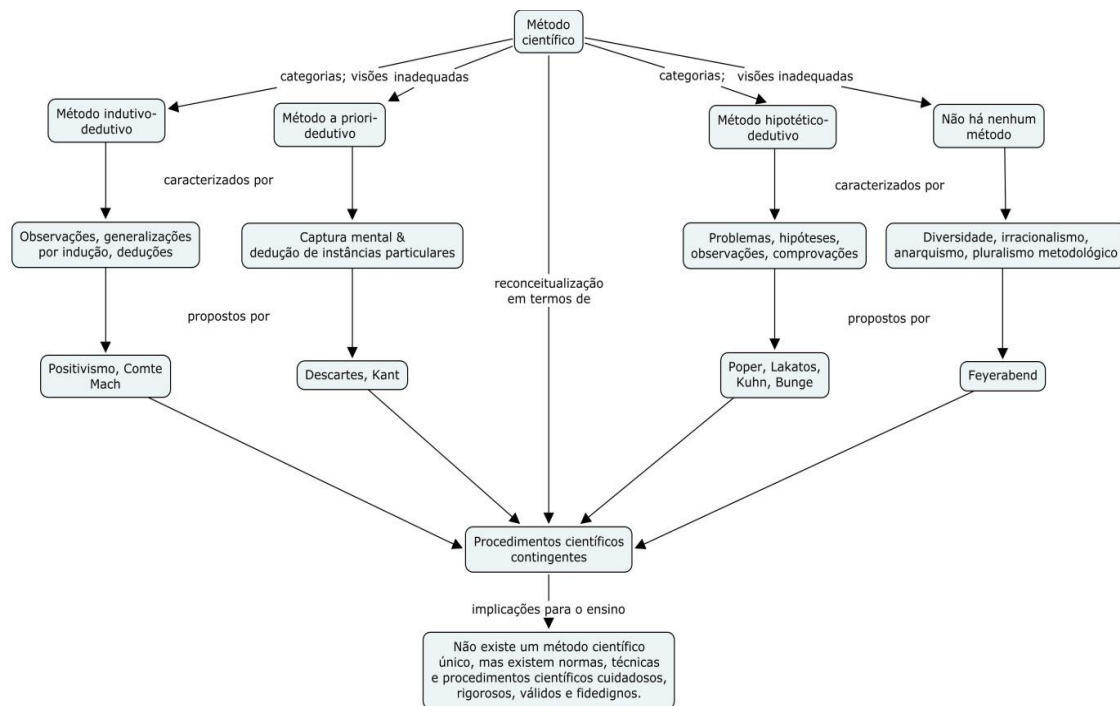 Método
científico
categorias; visões inadequadas
categorias; visões inadequadas
Método indutivo-
dedutivo
Método a priori-
dedutivo
Método hipotético-
dedutivo
Não há nenhum
método
caracterizados por
caracterizados por
Observações, generalizações
por indução, deduções
Captura mental &
dedução de instâncias particulares
Problemas, hipóteses,
observações, comprovações
Diversidade, irracionalismo,
anarquismo, pluralismo metodológico
reconceitualização
em termos de
propostos por
propostos por
Positivismo, Comte
Mach
Descartes, Kant
Poper, Lakatos,
Kuhn, Bunge
Feyerabend
Procedimentos científicos
contingentes
implicações para o ensino
Não existe um método científico
único, mas existem normas, técnicas
e procedimentos científicos cuidadosos,
rigorosos, válidos e fidedignos.